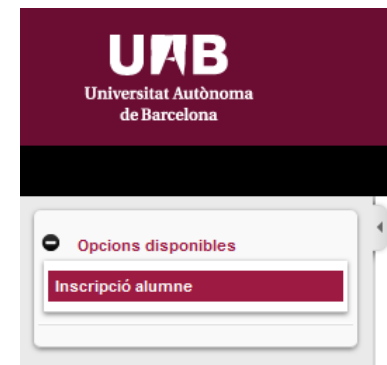 UAB
Universitat Autònoma
de Barcelona
Opcions disponibles
Inscripció alumne